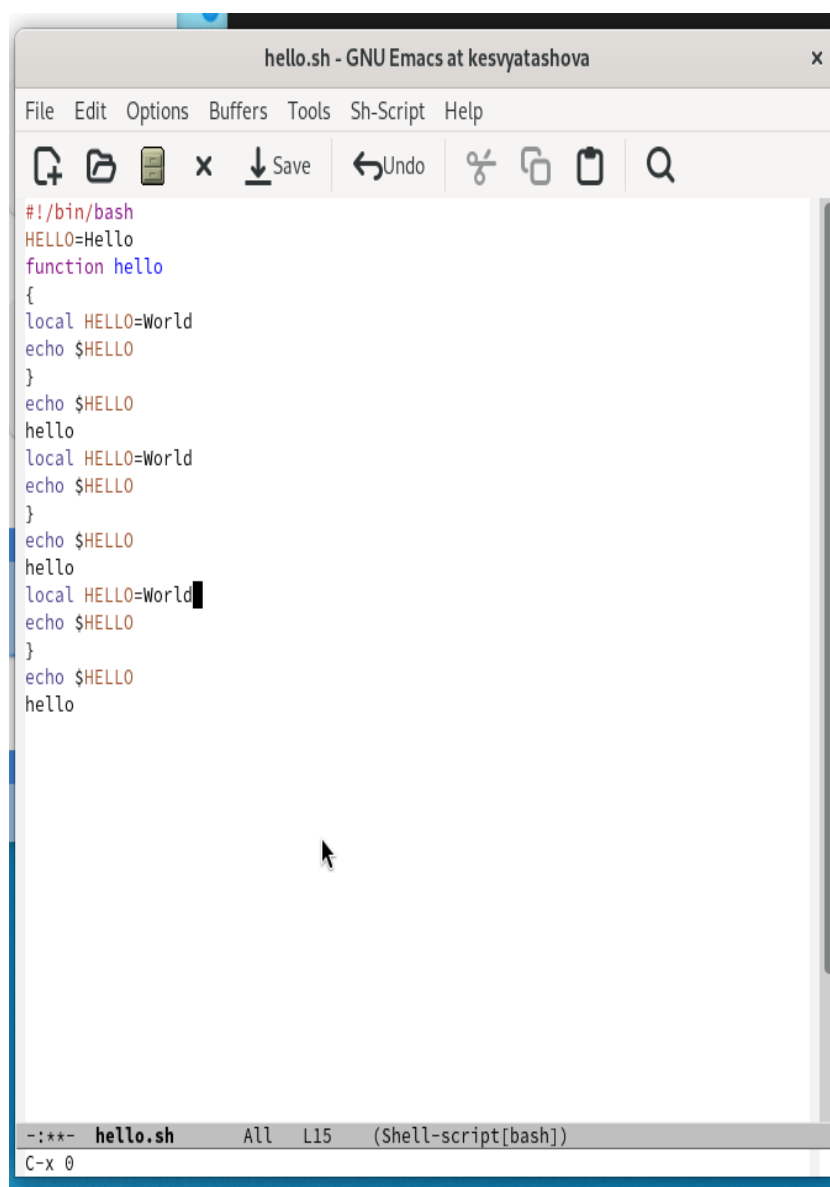 hello.sh - GNU Emacs at kesvyatashova
File Edit Options Buffers Tools Sh-Script Help
Save Undo
#!/bin/bash
HELLO=Hello
function hello
{
local HELLO=World
echo $HELLO
}
echo $HELLO
hello
local HELLO=World
echo $HELLO
}
echo $HELLO
hello
local HELLO=World
echo $HELLO
}
echo $HELLO
hello
-:**- hello.sh All L15 (Shell-script[bash])
C-x 0